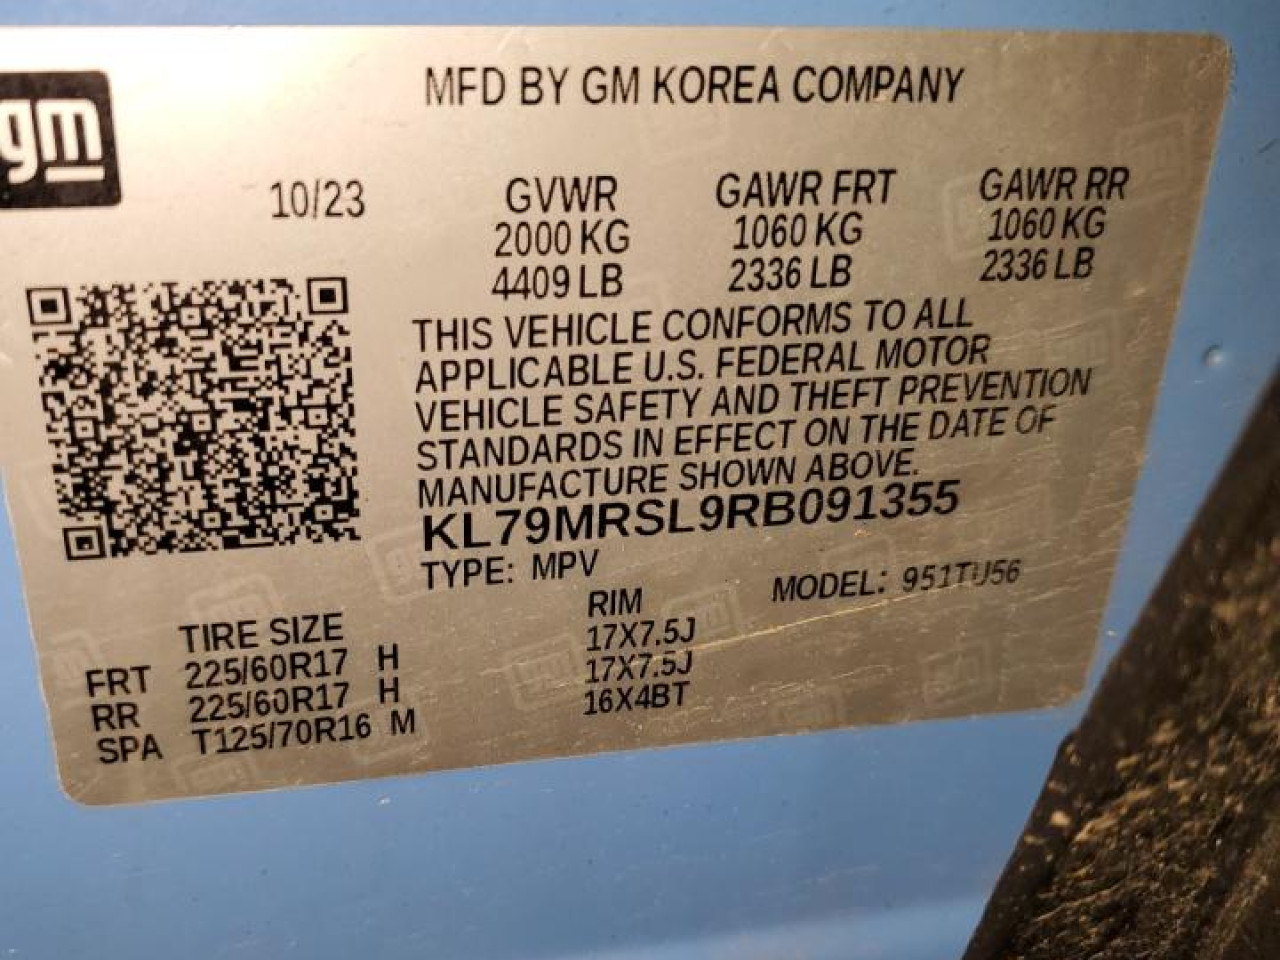 gm
MFD BY GM KOREA COMPANY
10/23
GVWR GAWR FRT GAWR RR
2000 KG 1060 KG 1060 KG
4409 LB 2336 LB 2336 LB
THIS VEHICLE CONFORMS TO ALL
APPLICABLE U.S. FEDERAL MOTOR
VEHICLE SAFETY AND THEFT PREVENTION
STANDARDS IN EFFECT ON THE DATE OF
MANUFACTURE SHOWN ABOVE.
KL79MRSL9RB091355
TYPE: MPV MODEL: 951TU56
TIRE SIZE RIM
FRT 225/60R17 H 17X7.5J
RR 225/60R17 H 17X7.5J
SPA T125/70R16 M 16X4BT